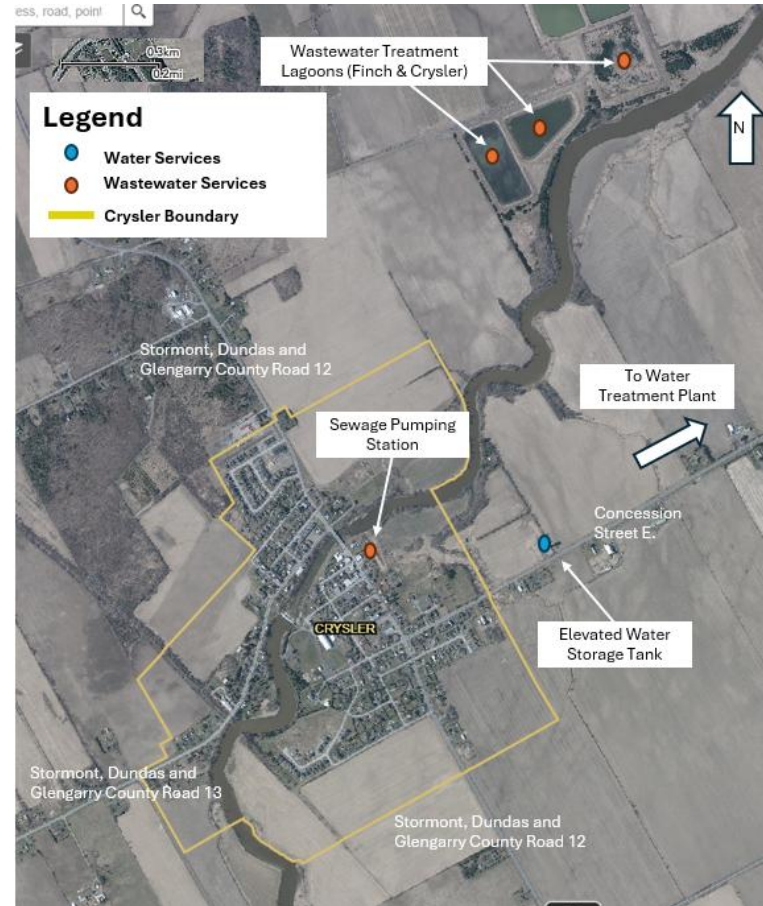 ess, road, point
0.3km
0.2mi
Wastewater Treatment
Lagoons (Finch & Crysler)
N
Legend
Water Services
Wastewater Services
Crysler Boundary
Stormont, Dundas and
Glengarry County Road 12
To Water
Treatment Plant
Sewage Pumping
Station
Concession
Street E.
CRYSLER
Elevated Water
Storage Tank
Stormont, Dundas and
Glengarry County Road 13
Stormont, Dundas and
Glengarry County Road 12